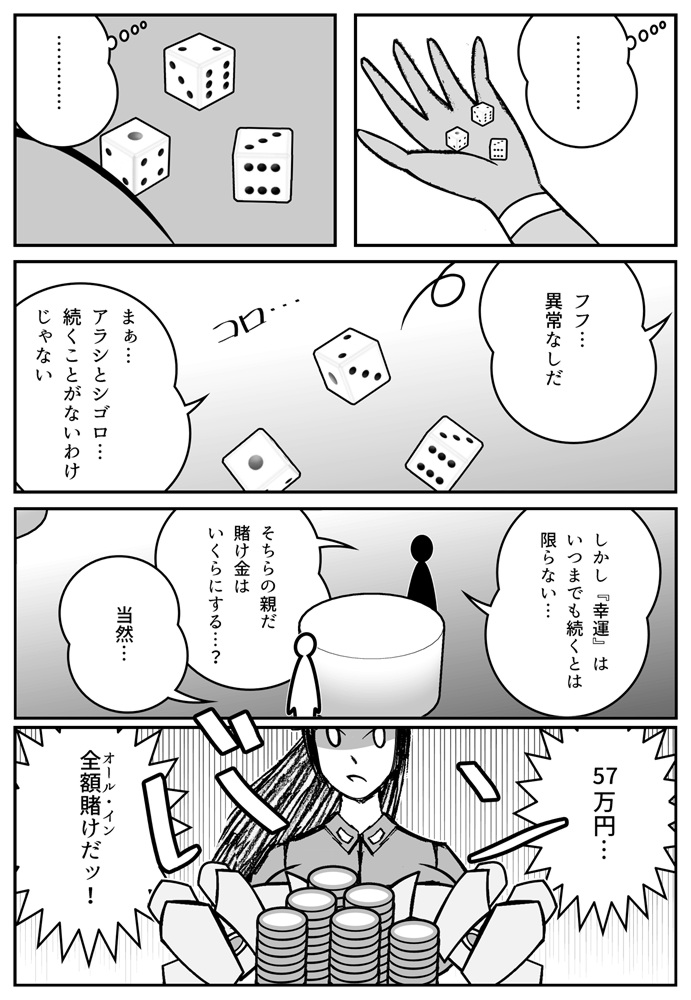 …………
…………
フフ…
異常なしだ
コロ…
まぁ…
アラシとシゴロ…
続くことがないわけ
じゃない
しかし『幸運』は
いつまでも続くとは
限らない…
そちらの親だ
賭け金は
いくらにする…？
当然…
57万円…
オール・イン
全額賭けだッ！
バン